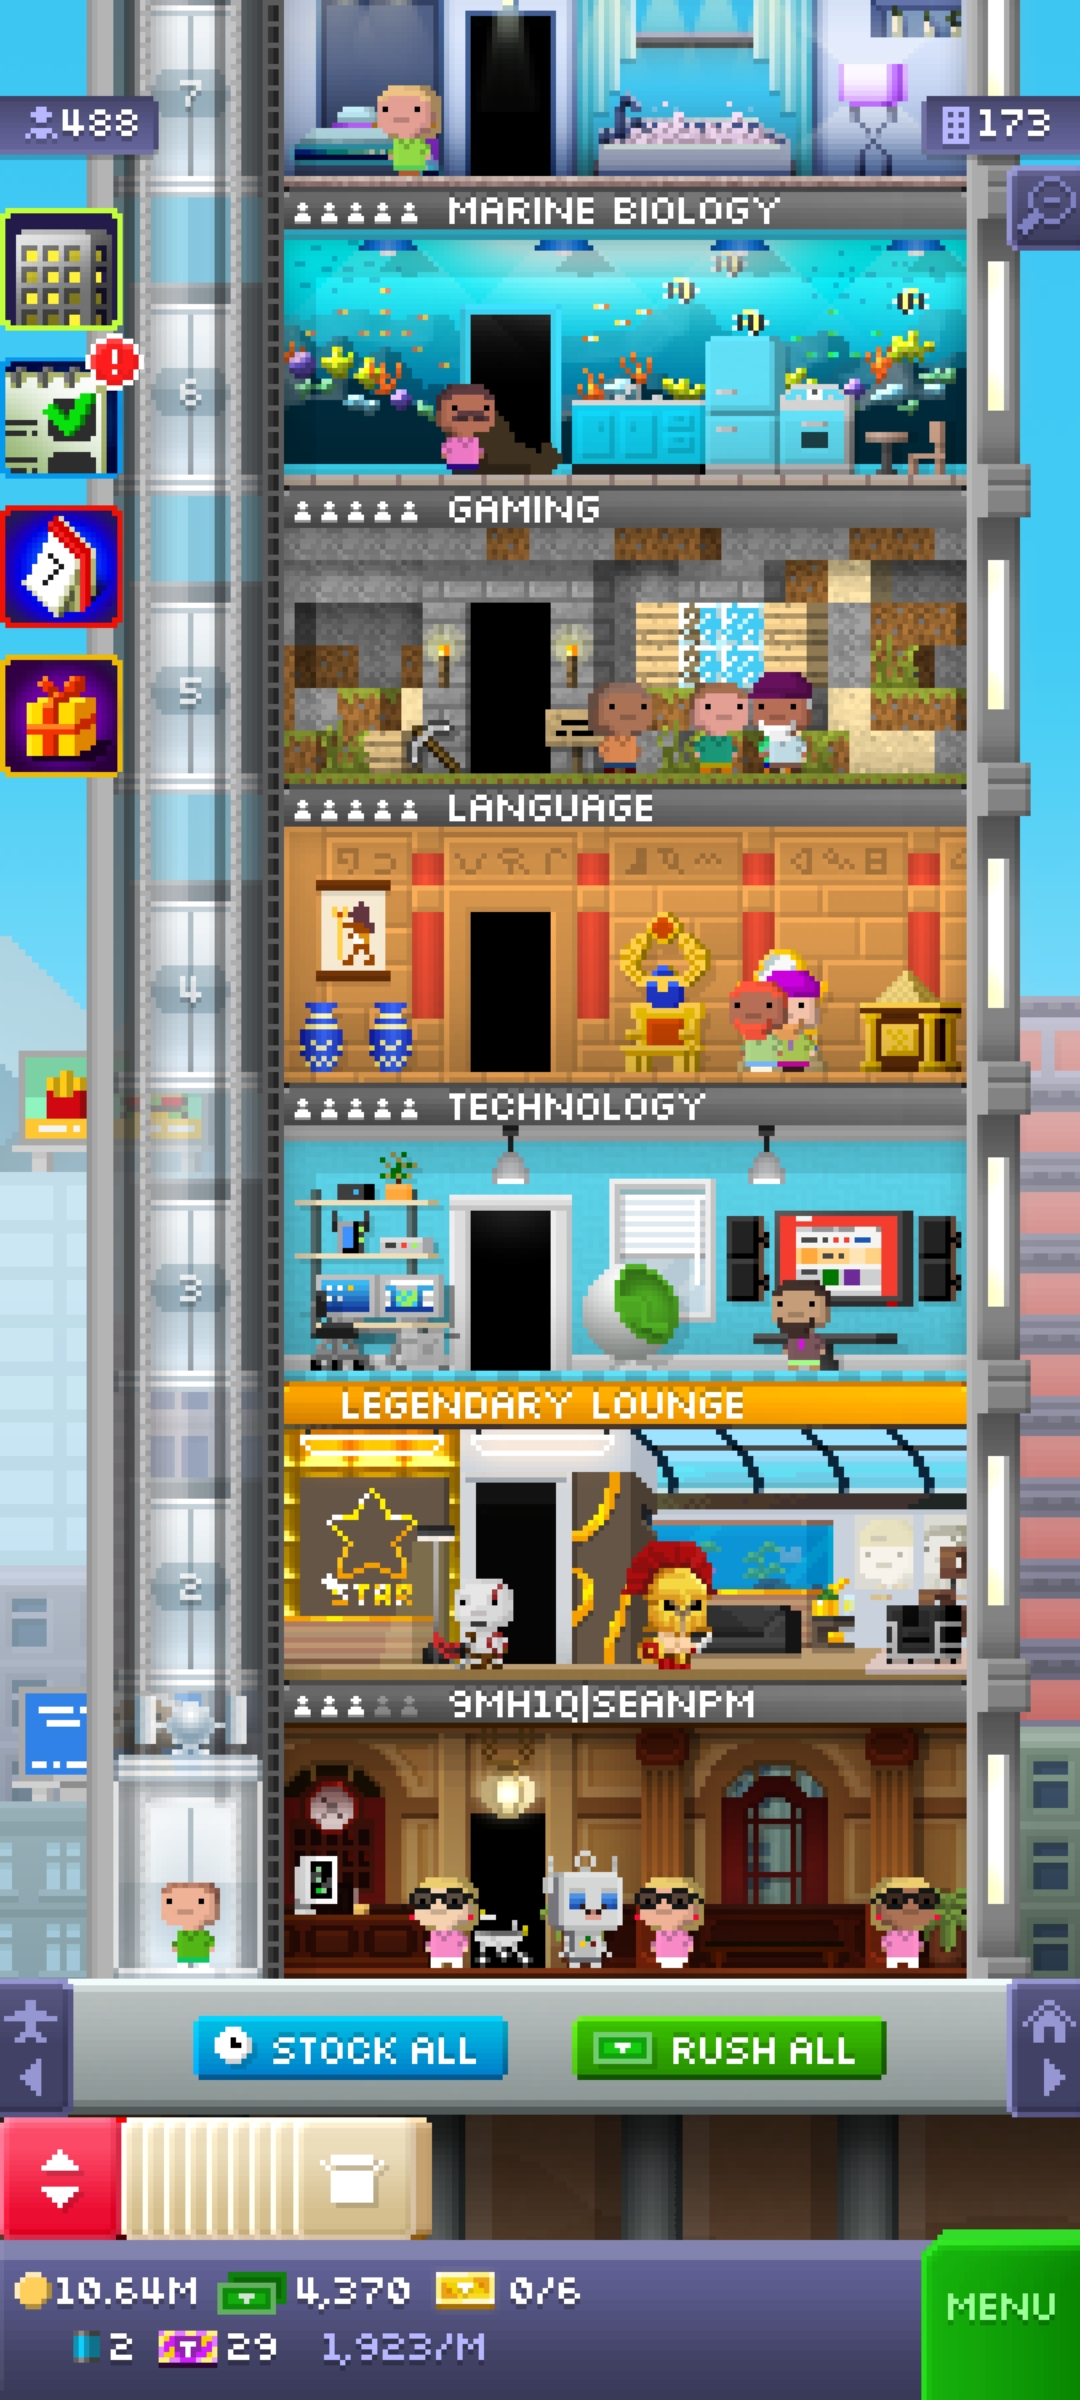 7
488
173
MARINE BIOLOGY
6
GAMING
5
LANGUAGE
4
TECHNOLOGY
3
LEGENDARY LOUNGE
STAR
2
9MH1Q|SEANPM
STOCK ALL
RUSH ALL
10.64M 4,370 0/6
2 29 1,923/M
MENU